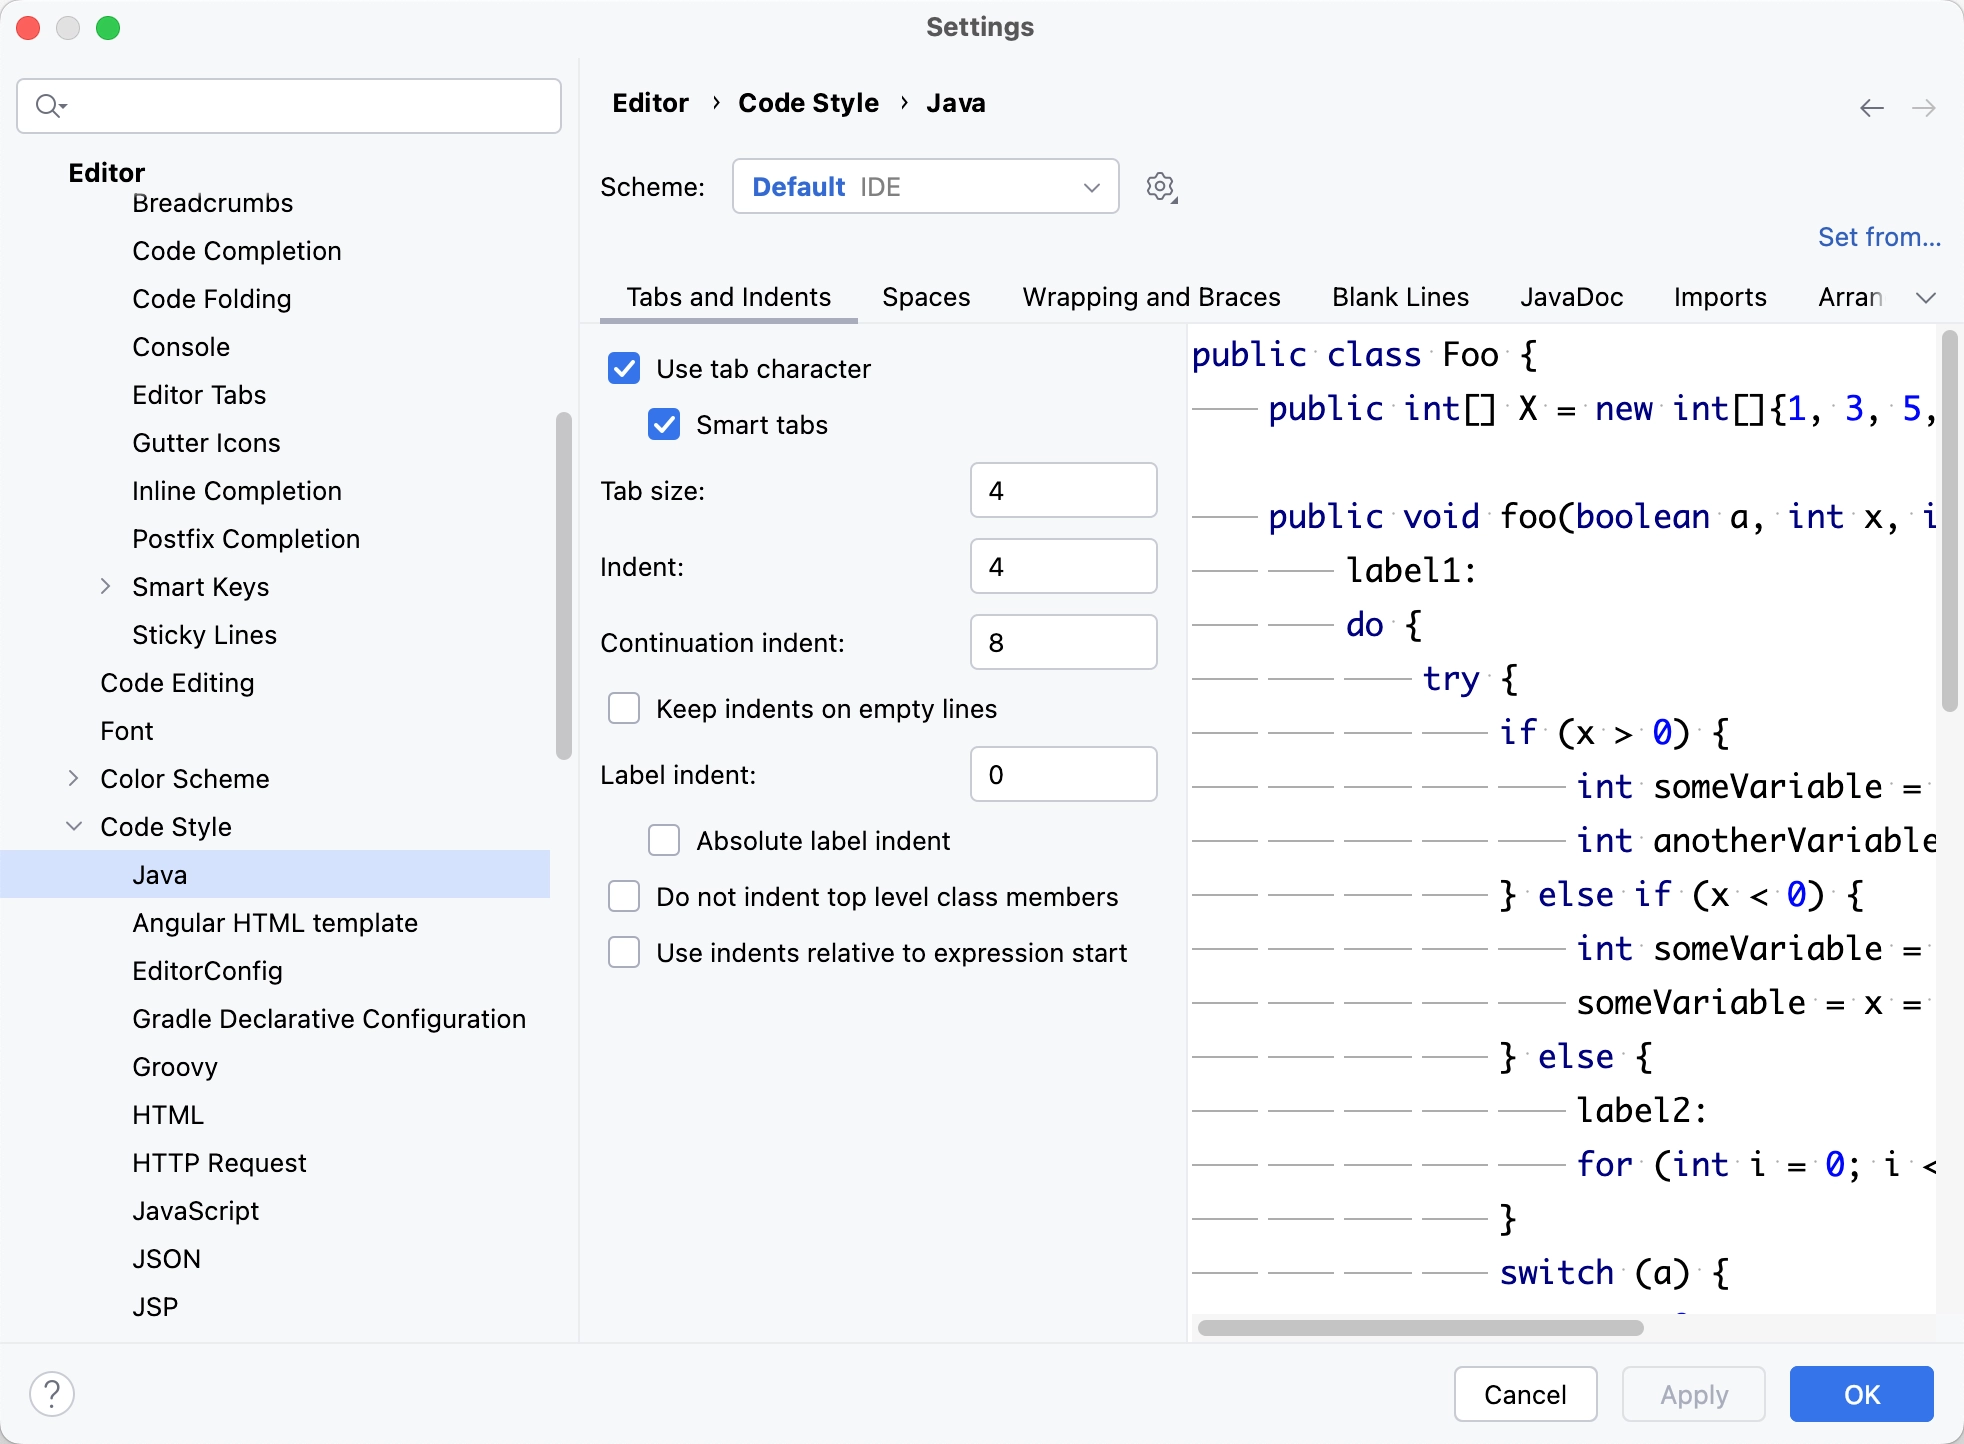 Settings
Editor
Breadcrumbs
Code Completion
Code Folding
Console
Editor Tabs
Gutter Icons
Inline Completion
Postfix Completion
Smart Keys
Sticky Lines
Code Editing
Font
Color Scheme
Code Style
Java
Angular HTML template
EditorConfig
Gradle Declarative Configuration
Groovy
HTML
HTTP Request
JavaScript
JSON
JSP
Editor › Code Style › Java
Scheme: Default IDE
Set from...
Tabs and Indents Spaces Wrapping and Braces Blank Lines JavaDoc Imports Arran
Use tab character
Smart tabs
Tab size: 4
Indent: 4
Continuation indent: 8
Keep indents on empty lines
Label indent: 0
Absolute label indent
Do not indent top level class members
Use indents relative to expression start
public class Foo {
public int[] X = new int[]{1, 3, 5,
public void foo(boolean a, int x, i
label1:
do {
try {
if (x > 0) {
int someVariable =
int anotherVariable
} else if (x < 0) {
int someVariable =
someVariable = x =
} else {
label2:
for (int i = 0; i <
}
switch (a) {
?
Cancel Apply OK